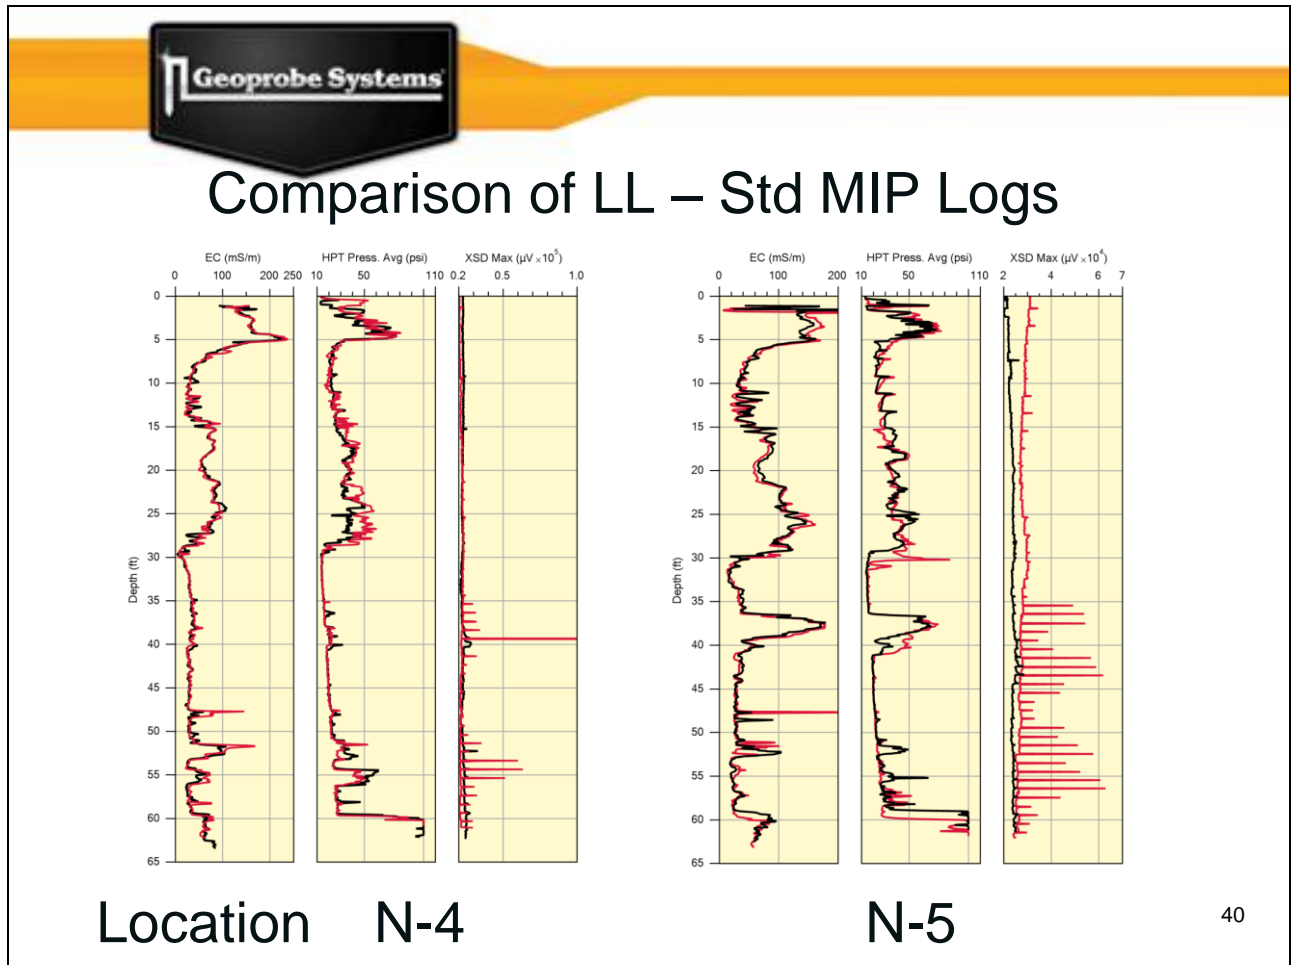 Geoprobe Systems
Comparison of LL – Std MIP Logs
EC (mS/m)
0 100 200 250
HPT Press. Avg (psi)
10 50 110
XSD Max (µV ×10⁵)
0.2 0.5 1.0
Depth (ft)
0
5
10
15
20
25
30
35
40
45
50
55
60
65
EC (mS/m)
0 100 200
HPT Press. Avg (psi)
10 50 110
XSD Max (µV ×10⁴)
2 4 6 7
Depth (ft)
0
5
10
15
20
25
30
35
40
45
50
55
60
65
Location N-4 N-5
40